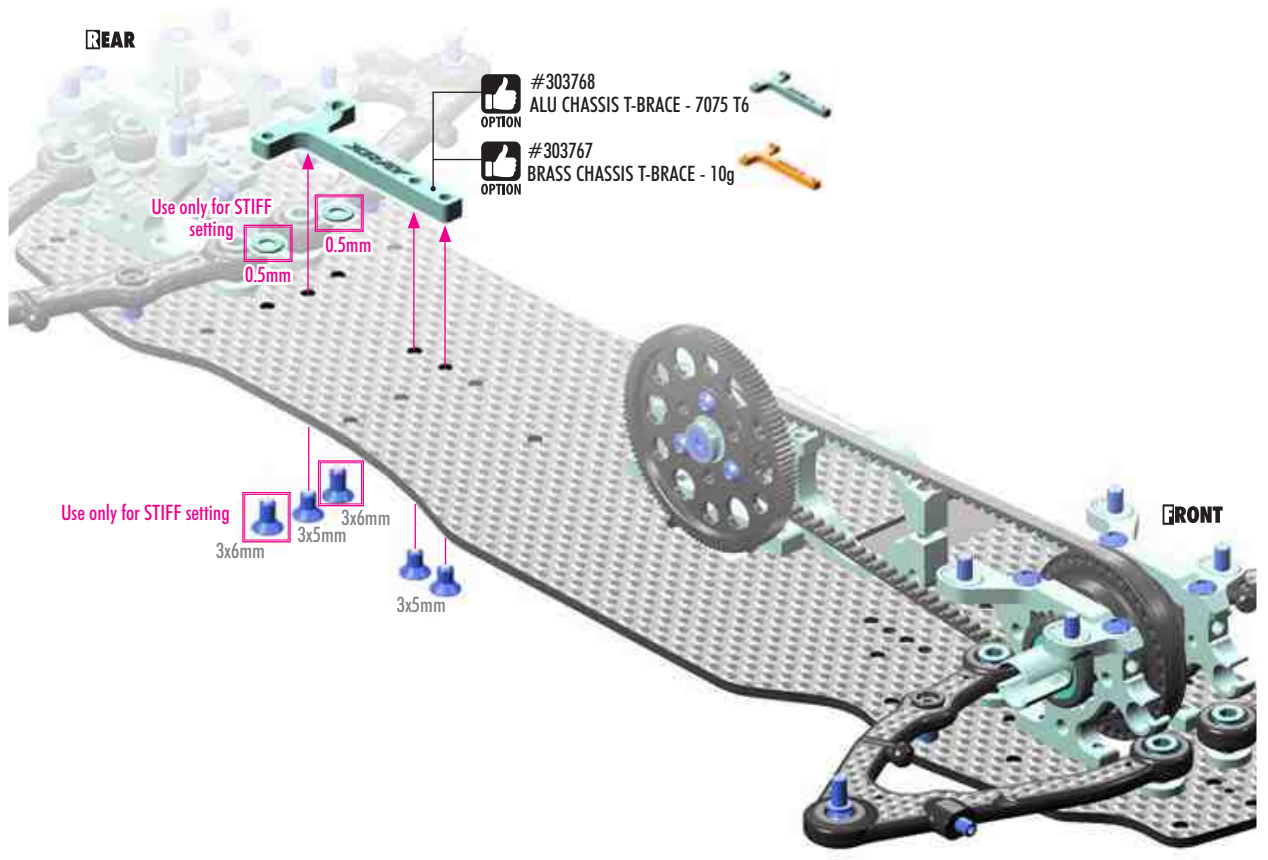 REAR
#303768
ALU CHASSIS T-BRACE - 7075 T6
OPTION
#303767
BRASS CHASSIS T-BRACE - 10g
OPTION
XRAY
Use only for STIFF
setting
0.5mm
0.5mm
Use only for STIFF setting
3x6mm
3x5mm
3x6mm
3x5mm
FRONT